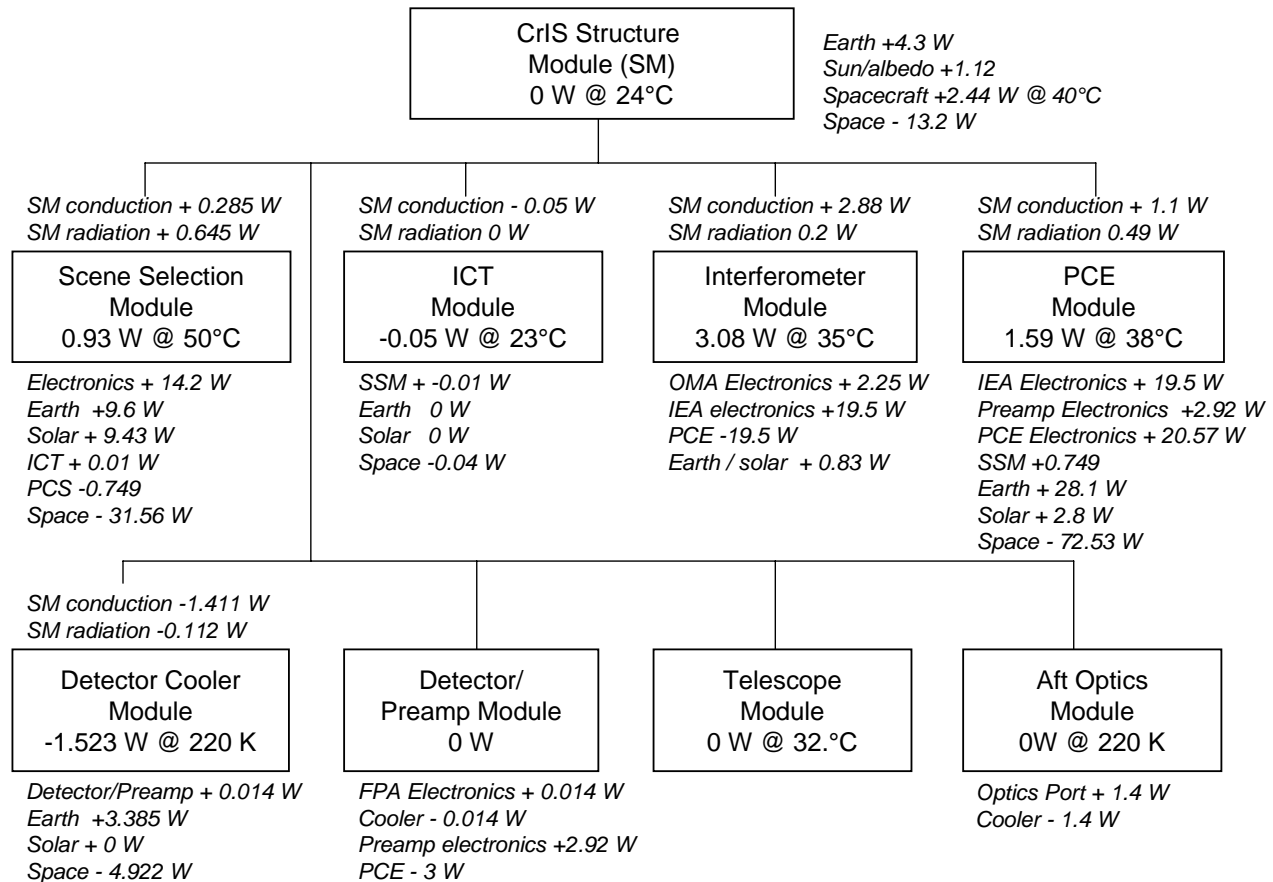 CrIS Structure
Module (SM)
0 W @ 24°C
Earth +4.3 W
Sun/albedo +1.12
Spacecraft +2.44 W @ 40°C
Space - 13.2 W
SM conduction + 0.285 W
SM radiation + 0.645 W
Scene Selection
Module
0.93 W @ 50°C
Electronics + 14.2 W
Earth +9.6 W
Solar + 9.43 W
ICT + 0.01 W
PCS -0.749
Space - 31.56 W
SM conduction - 0.05 W
SM radiation 0 W
ICT
Module
-0.05 W @ 23°C
SSM + -0.01 W
Earth 0 W
Solar 0 W
Space -0.04 W
SM conduction + 2.88 W
SM radiation 0.2 W
Interferometer
Module
3.08 W @ 35°C
OMA Electronics + 2.25 W
IEA electronics +19.5 W
PCE -19.5 W
Earth / solar + 0.83 W
SM conduction + 1.1 W
SM radiation 0.49 W
PCE
Module
1.59 W @ 38°C
IEA Electronics + 19.5 W
Preamp Electronics +2.92 W
PCE Electronics + 20.57 W
SSM +0.749
Earth + 28.1 W
Solar + 2.8 W
Space - 72.53 W
SM conduction -1.411 W
SM radiation -0.112 W
Detector Cooler
Module
-1.523 W @ 220 K
Detector/Preamp + 0.014 W
Earth +3.385 W
Solar + 0 W
Space - 4.922 W
Detector/
Preamp Module
0 W
FPA Electronics + 0.014 W
Cooler - 0.014 W
Preamp electronics +2.92 W
PCE - 3 W
Telescope
Module
0 W @ 32.°C
Aft Optics
Module
0W @ 220 K
Optics Port + 1.4 W
Cooler - 1.4 W